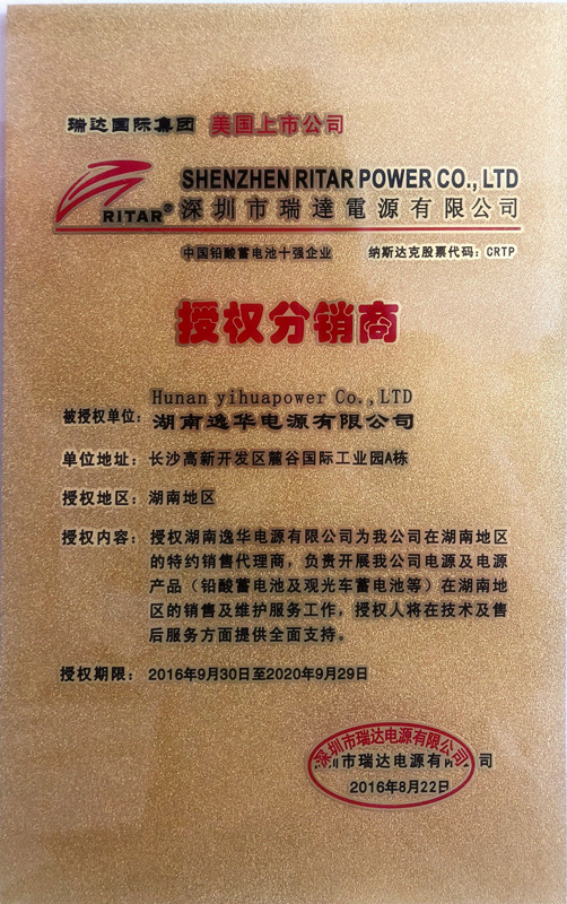 瑞达国际集团 美国上市公司
SHENZHEN RITAR POWER CO., LTD
RITAR® 深圳市瑞達電源有限公司
中国铅酸蓄电池十强企业 纳斯达克股票代码：CRTP
授权分销商
Hunan yihuapower Co.,LTD
被授权单位：湖南逸华电源有限公司
单位地址：长沙高新开发区麓谷国际工业园A栋
授权地区：湖南地区
授权内容：授权湖南逸华电源有限公司为我公司在湖南地区
的特约销售代理商，负责开展我公司电源及电源
产品（铅酸蓄电池及观光车蓄电池等）在湖南地
区的销售及维护服务工作，授权人将在技术及售
后服务方面提供全面支持。
授权期限：2016年9月30日至2020年9月29日
深圳市瑞达电源有限公司
深圳市瑞达电源有限公司
2016年8月22日